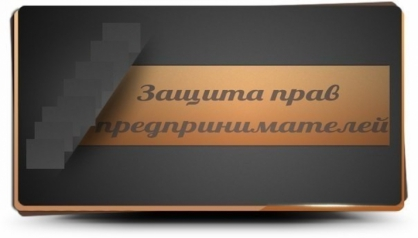 Защита прав
предпринимателей